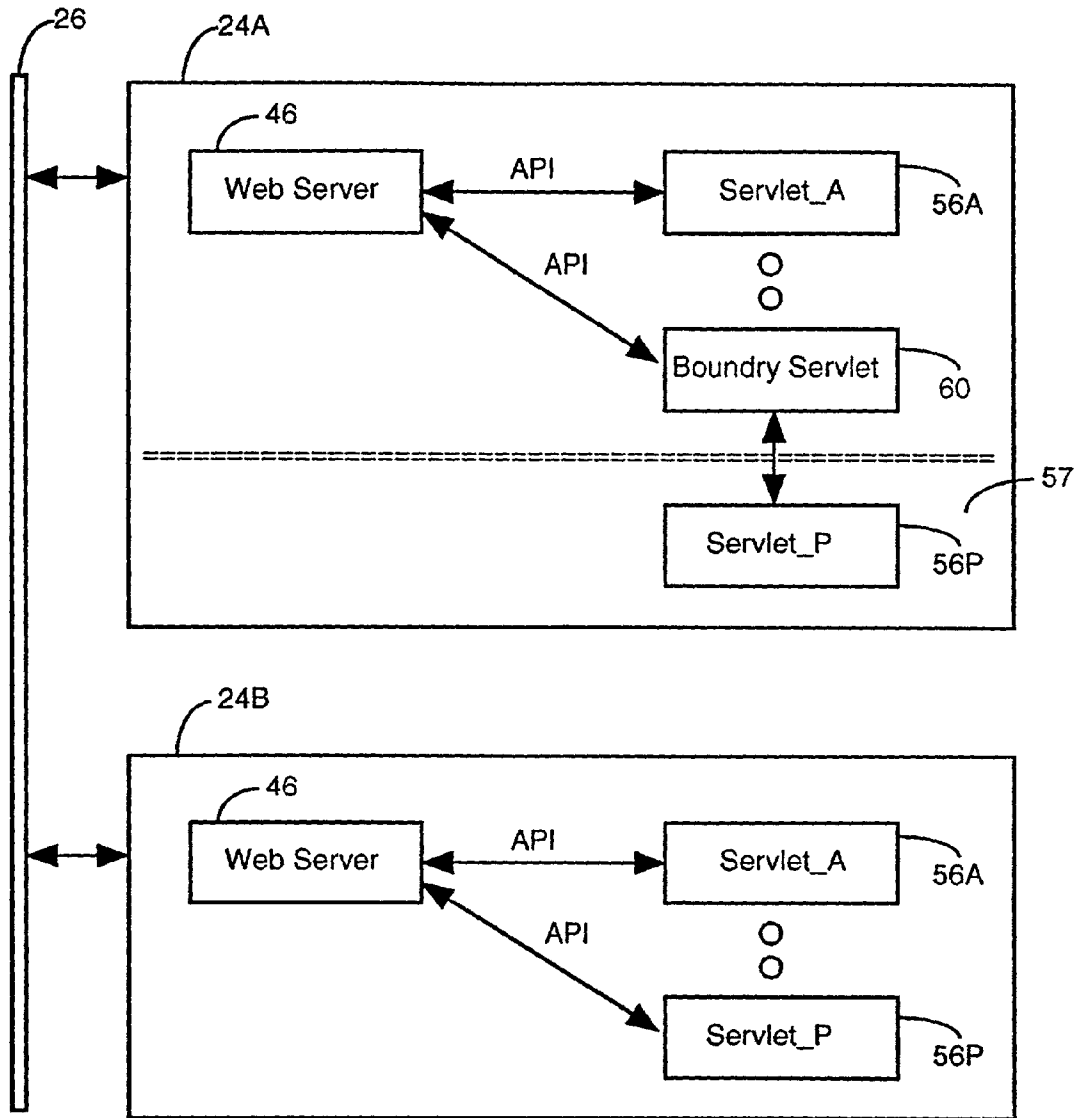 26
24A
46
Web Server
API
Servlet_A
56A
API
Boundry Servlet
60
57
Servlet_P
56P
24B
46
Web Server
API
Servlet_A
56A
API
Servlet_P
56P